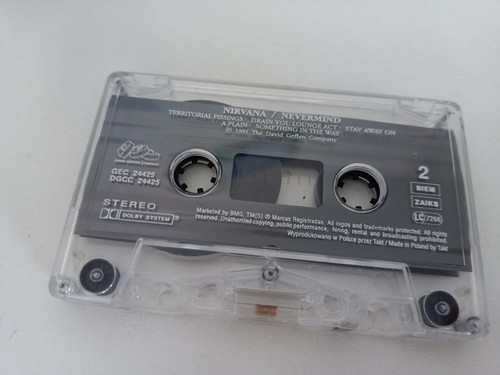 NIRVANA / NEVERMIND
TERRITORIAL PISSINGS · DRAIN YOU LOUNGE ACT · STAY AWAY ON
A PLAIN · SOMETHING IN THE WAY
℗ 1991 The David Geffen Company
GEC 24425
DGCC 24425
STEREO
DOLBY SYSTEM
2
BIEM
ZAIKS
LC 7266
Marketed by BMG, TM(S) ® Marcas Registradas. All logos and trademarks protected. All rights
reserved. Unauthorized copying, public performance, hiring, rental and broadcasting prohibited.
Wyprodukowano w Polsce przez Takt / Made in Poland by Takt